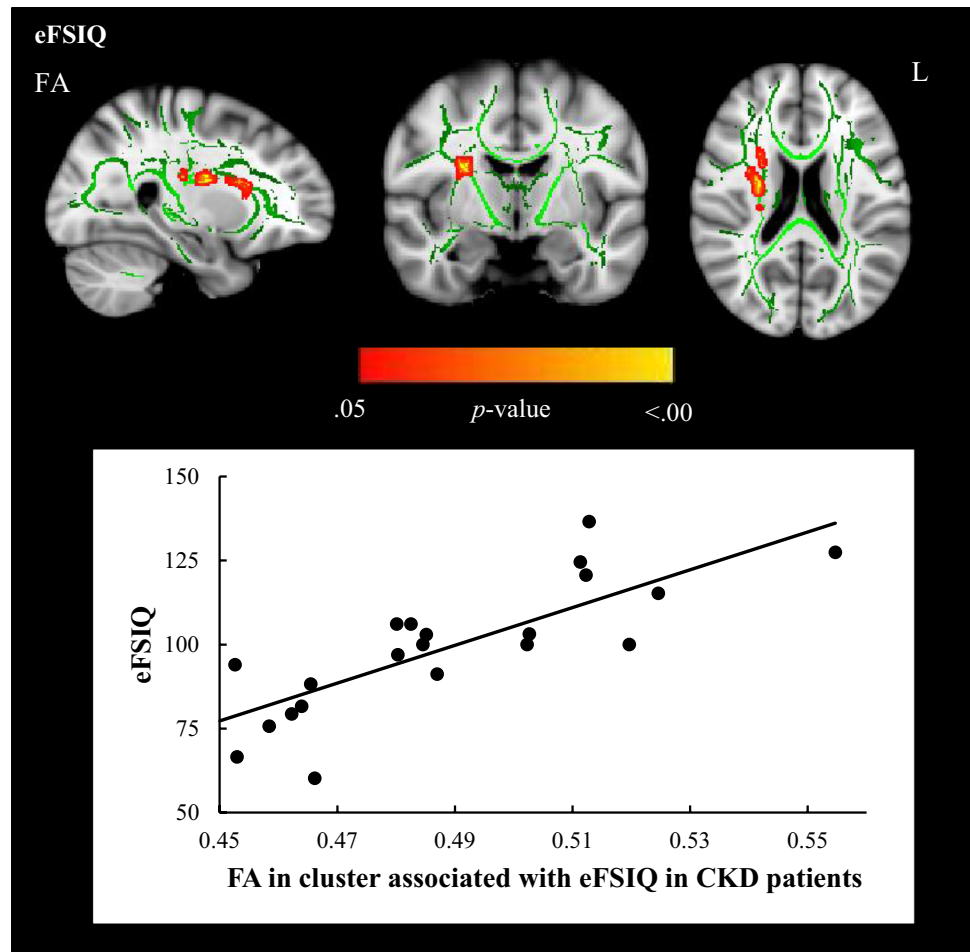 eFSIQ
FA
L
.05 p-value <.00
150
125
100
75
50
eFSIQ
0.45 0.47 0.49 0.51 0.53 0.55
FA in cluster associated with eFSIQ in CKD patients